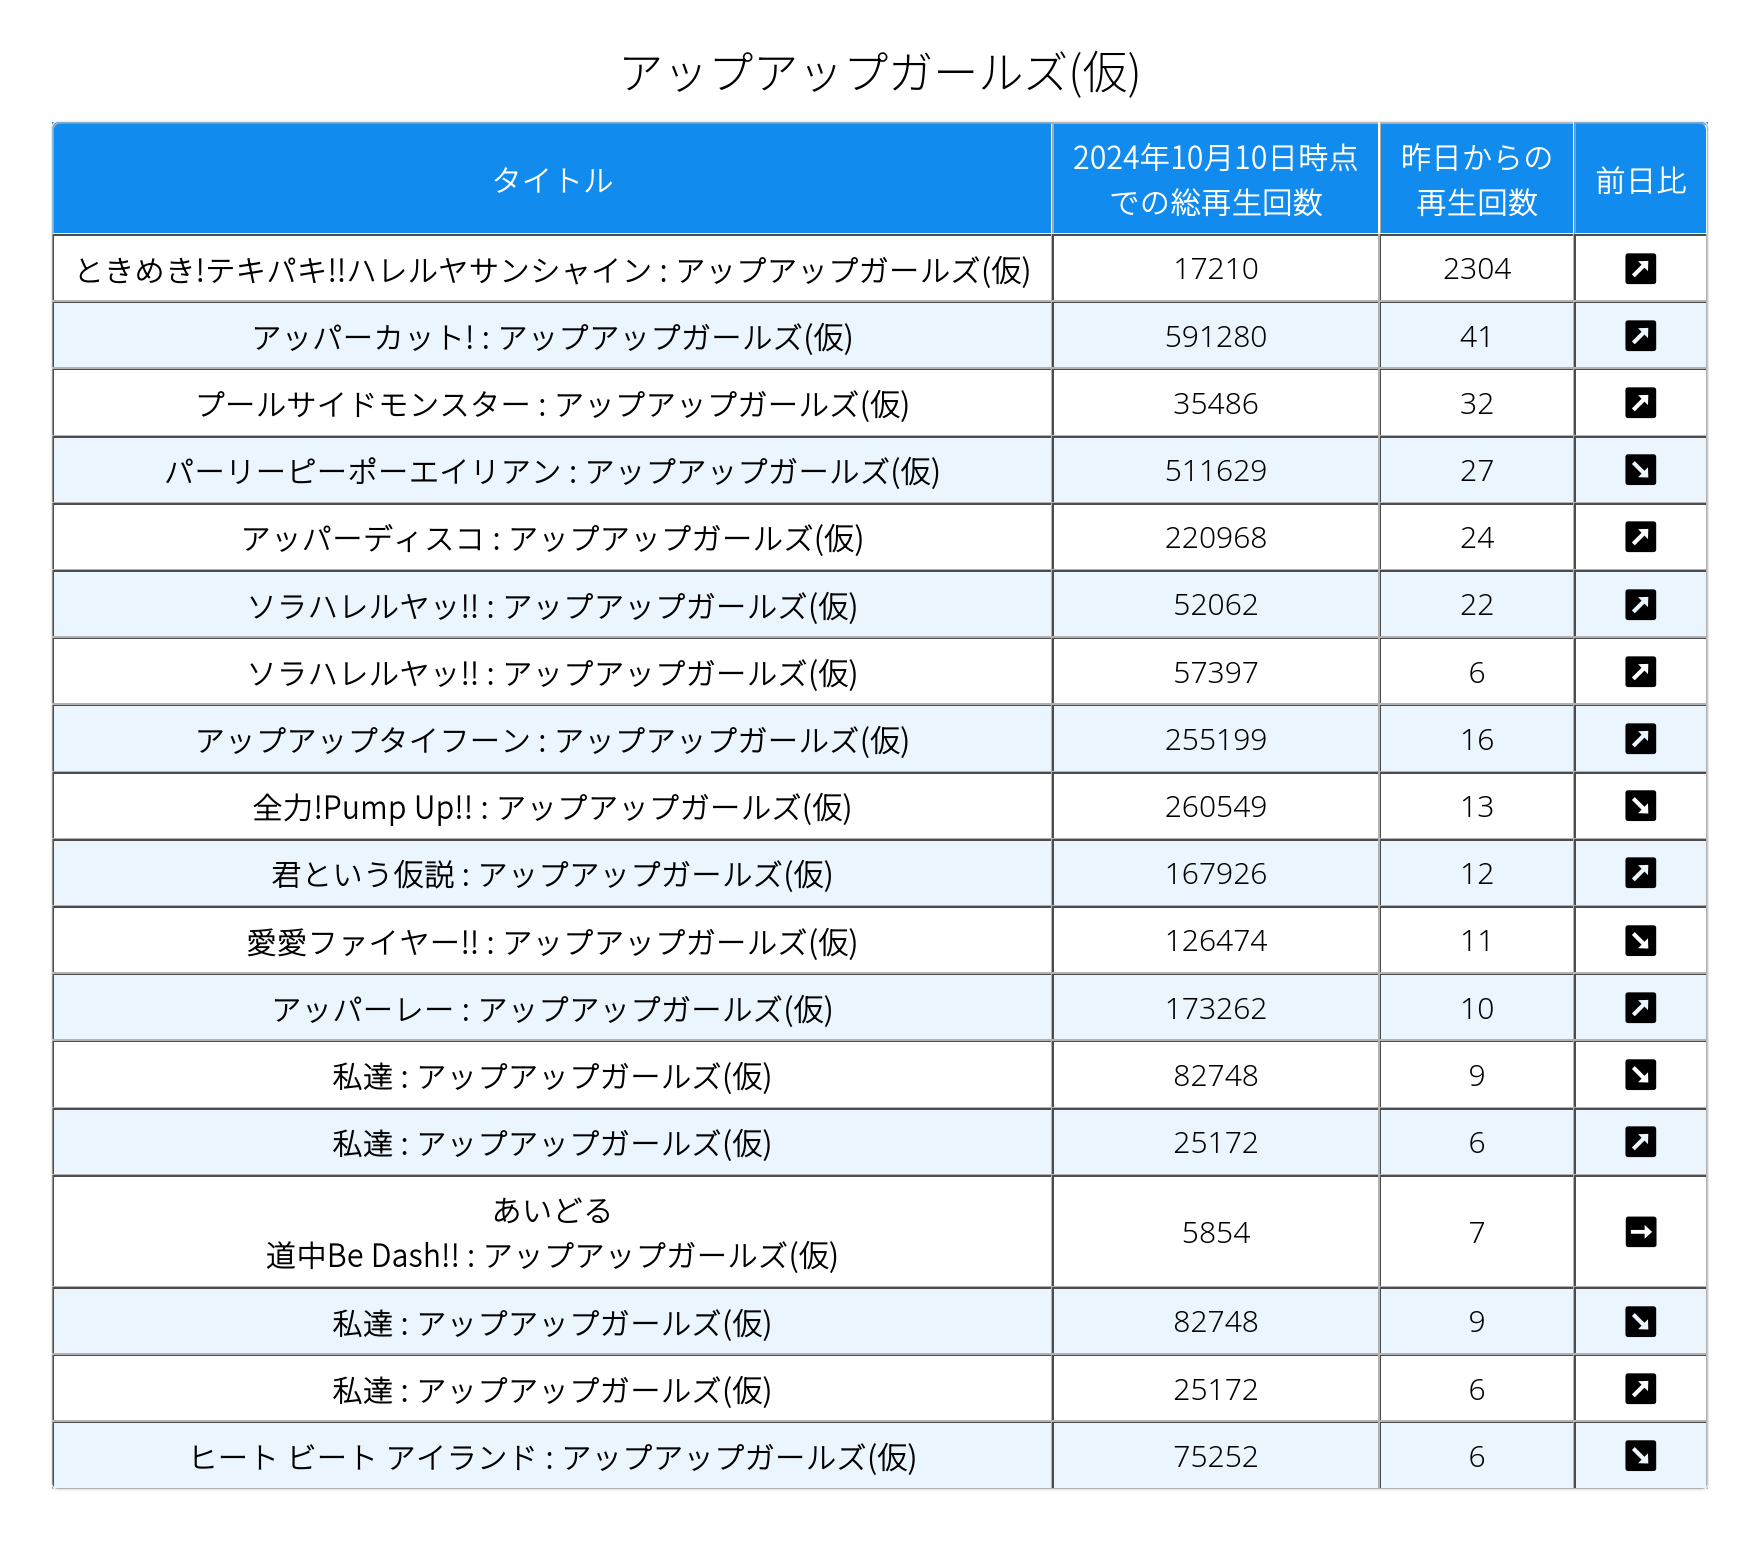 アップアップガールズ(仮)
タイトル
2024年10月10日時点
での総再生回数
昨日からの
再生回数
前日比
ときめき!テキパキ!!ハレルヤサンシャイン : アップアップガールズ(仮) 17210 2304
アッパーカット! : アップアップガールズ(仮) 591280 41
プールサイドモンスター : アップアップガールズ(仮) 35486 32
パーリーピーポーエイリアン : アップアップガールズ(仮) 511629 27
アッパーディスコ : アップアップガールズ(仮) 220968 24
ソラハレルヤッ!! : アップアップガールズ(仮) 52062 22
ソラハレルヤッ!! : アップアップガールズ(仮) 57397 6
アップアップタイフーン : アップアップガールズ(仮) 255199 16
全力!Pump Up!! : アップアップガールズ(仮) 260549 13
君という仮説 : アップアップガールズ(仮) 167926 12
愛愛ファイヤー!! : アップアップガールズ(仮) 126474 11
アッパーレー : アップアップガールズ(仮) 173262 10
私達 : アップアップガールズ(仮) 82748 9
私達 : アップアップガールズ(仮) 25172 6
あいどる
道中Be Dash!! : アップアップガールズ(仮) 5854 7
私達 : アップアップガールズ(仮) 82748 9
私達 : アップアップガールズ(仮) 25172 6
ヒート ビート アイランド : アップアップガールズ(仮) 75252 6